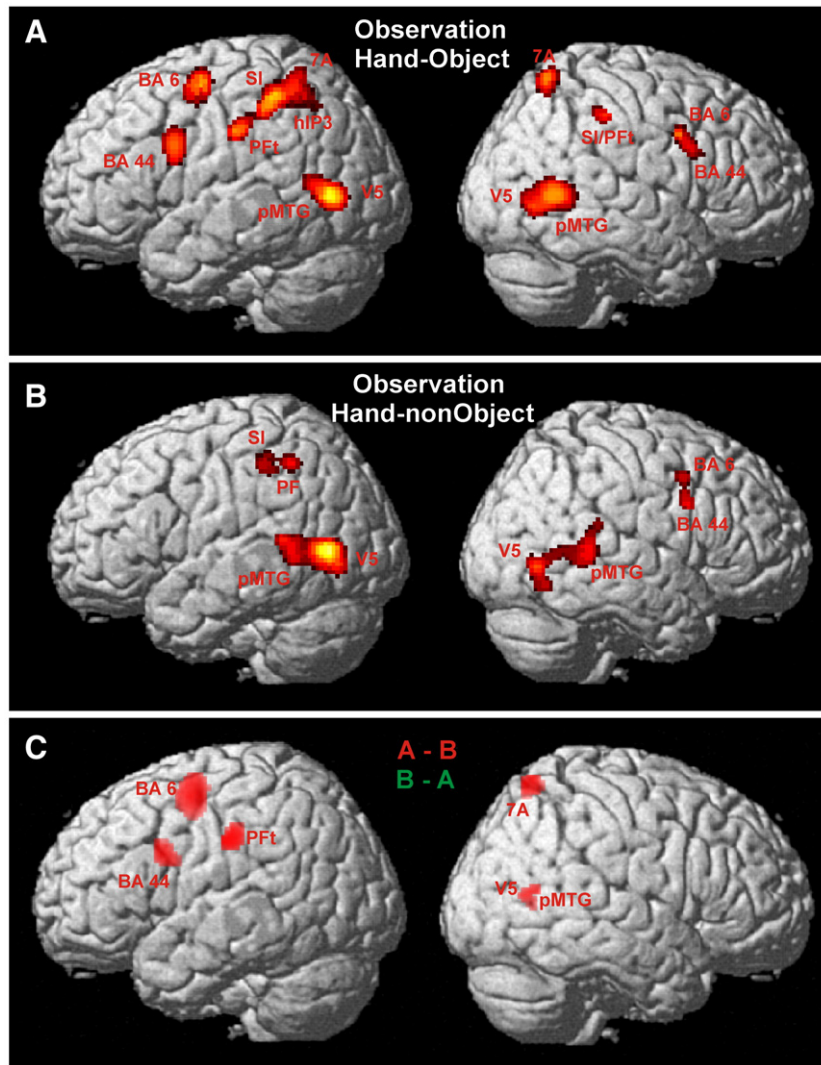 A
Observation
Hand-Object
BA 6
SI
7A
hIP3
PFt
BA 44
pMTG
V5
7A
SI/PFt
BA 6
BA 44
V5
pMTG
B
Observation
Hand-nonObject
SI
PF
pMTG
V5
BA 6
BA 44
V5
pMTG
C
A - B
B - A
BA 6
PFt
BA 44
7A
V5
pMTG